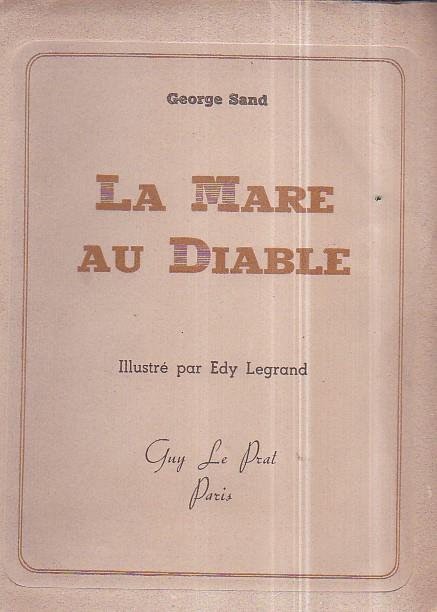 George Sand
LA MARE
AU DIABLE
Illustré par Edy Legrand
Guy Le Prat
Paris